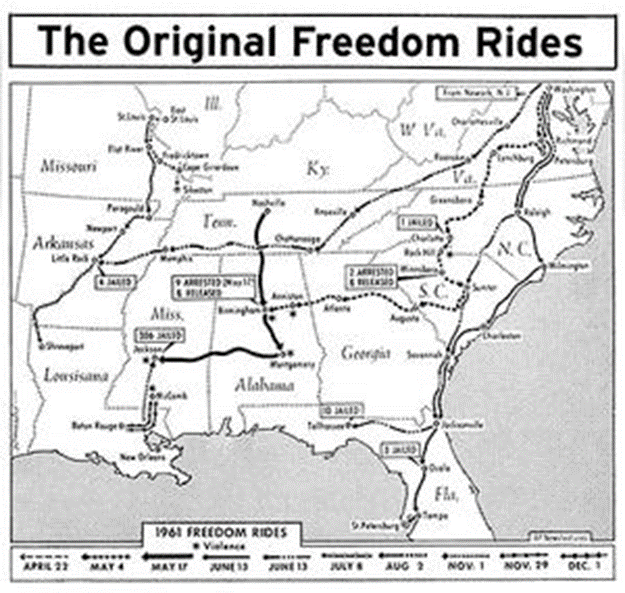 The Original Freedom Rides
From Newark, N.J.
Washington
Ill.
East
St. Louis
St. Louis
W. Va.
Charlottesville
Richmond
Flat River
Fredricktown
Cape Girardeau
Missouri
Ky.
Roanoke
Va.
Lynchburg
Petersburg
Sikeston
Greensboro
Paragould
Nashville
Knoxville
Raleigh
Newport
Tenn.
1 JAILED
Charlotte
N. C.
Arkansas
Chattanooga
Rock Hill
Little Rock
Memphis
2 ARRESTED
& RELEASED
Winnsboro
Wilmington
4 JAILED
9 ARRESTED (May 17)
& RELEASED
Anniston
Birmingham
Atlanta
S. C.
Sumter
Miss.
Augusta
306 JAILED
Jackson
Charleston
Shreveport
Georgia
Savannah
Montgomery
Louisiana
Alabama
McComb
10 JAILED
Baton Rouge
Tallhassee
Jacksonville
New Orleans
3 JAILED
Ocala
Fla.
Tampa
St. Petersburg
1961 FREEDOM RIDES
Violence
APRIL 22 MAY 4 MAY 17 JUNE 13 JUNE 13 JULY 8 AUG 2 NOV. 1 NOV. 29 DEC. 1